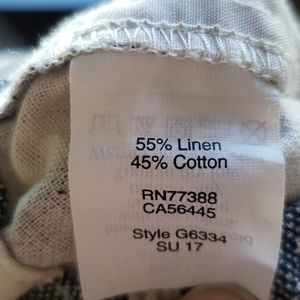 55% Linen
45% Cotton
RN77388
CA56445
Style G6334
SU 17